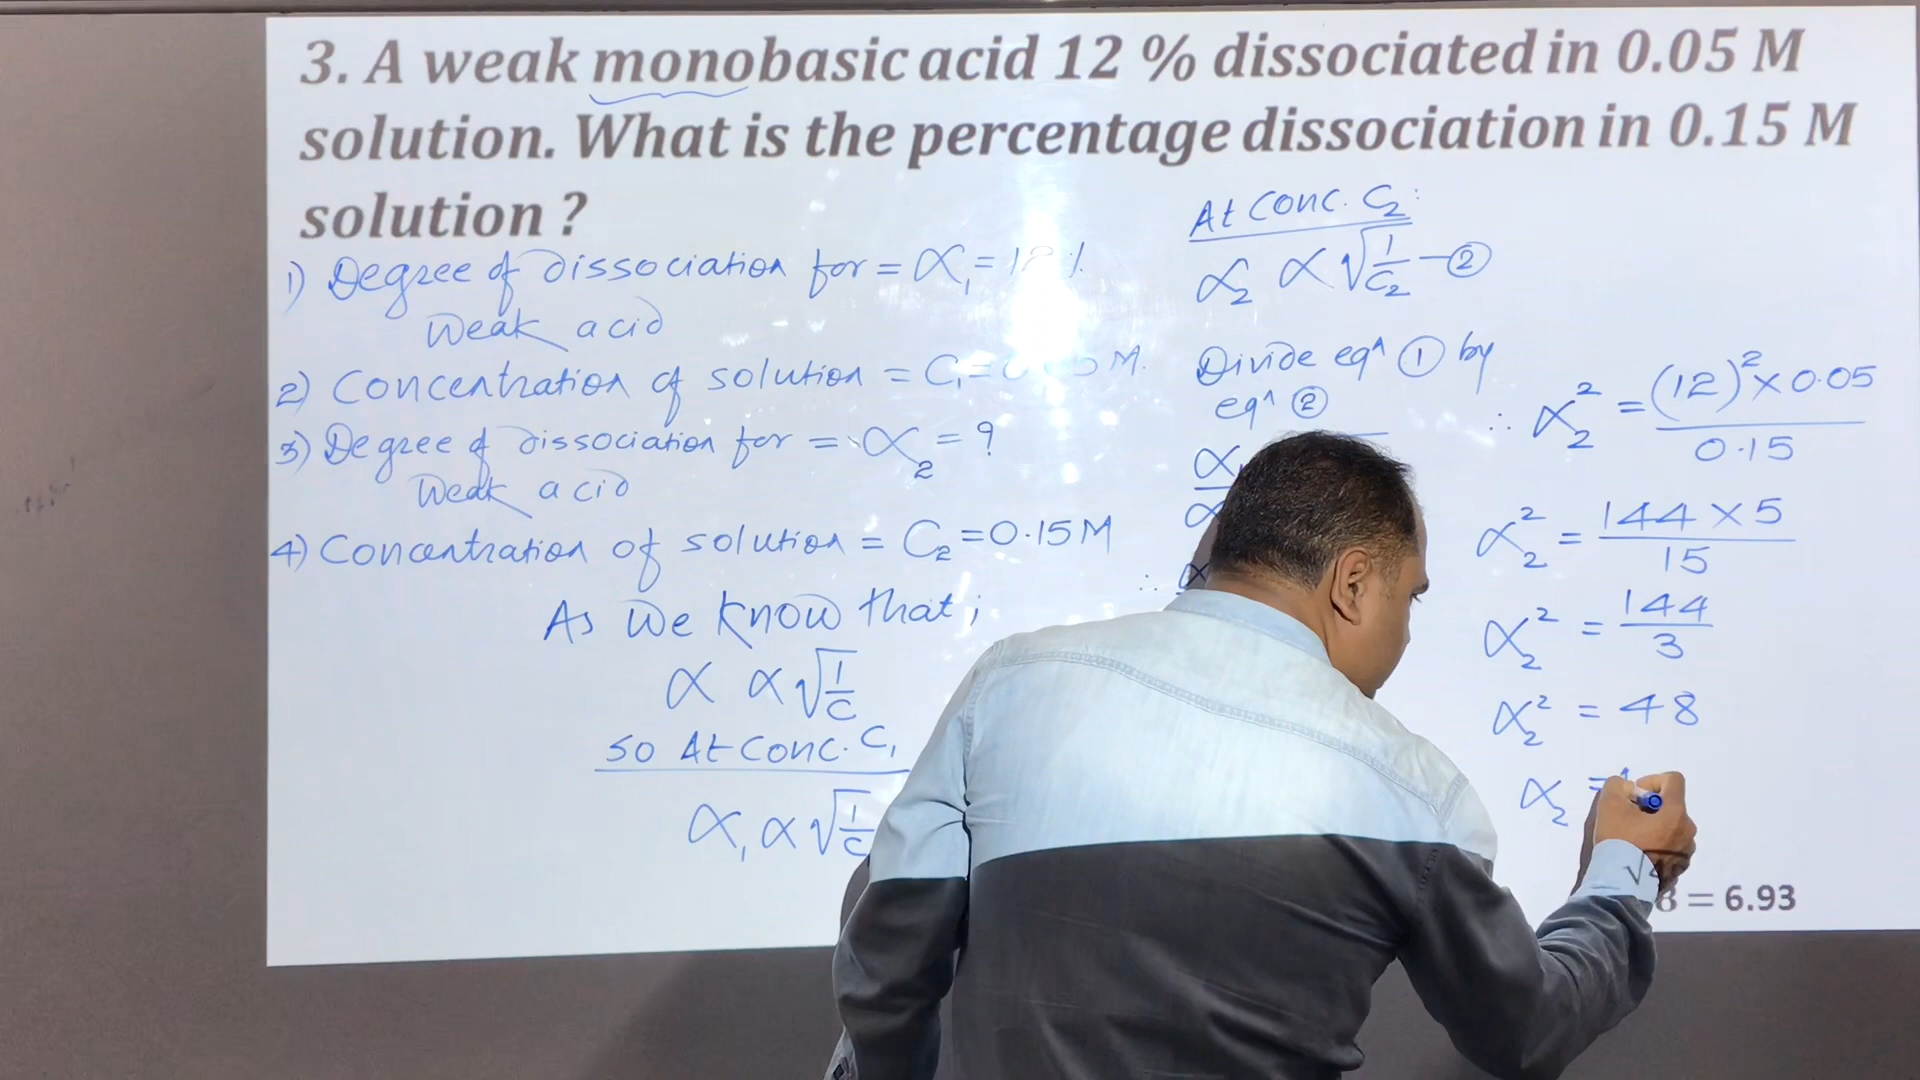 3. A weak monobasic acid 12 % dissociated in 0.05 M
solution. What is the percentage dissociation in 0.15 M
solution ?
1) Degree of dissociation for = α₁ = 12 %
Weak acid
2) Concentration of solution = C₁ = M.
3) Degree of dissociation for = α₂ = ?
Weak acid
4) Concentration of solution = C₂ = 0.15 M
As we know that ;
α ∝ √1/C
SO At Conc. C₁
α₁ ∝ √1/C
At Conc. C₂ :
α₂ ∝ √1/C₂ — ②
Divide eqⁿ ① by
eqⁿ ②
∴ α₂² = (12)² × 0.05 / 0.15
α₂² = 144 × 5 / 15
α₂² = 144 / 3
α₂² = 48
α₂ =
8 = 6.93